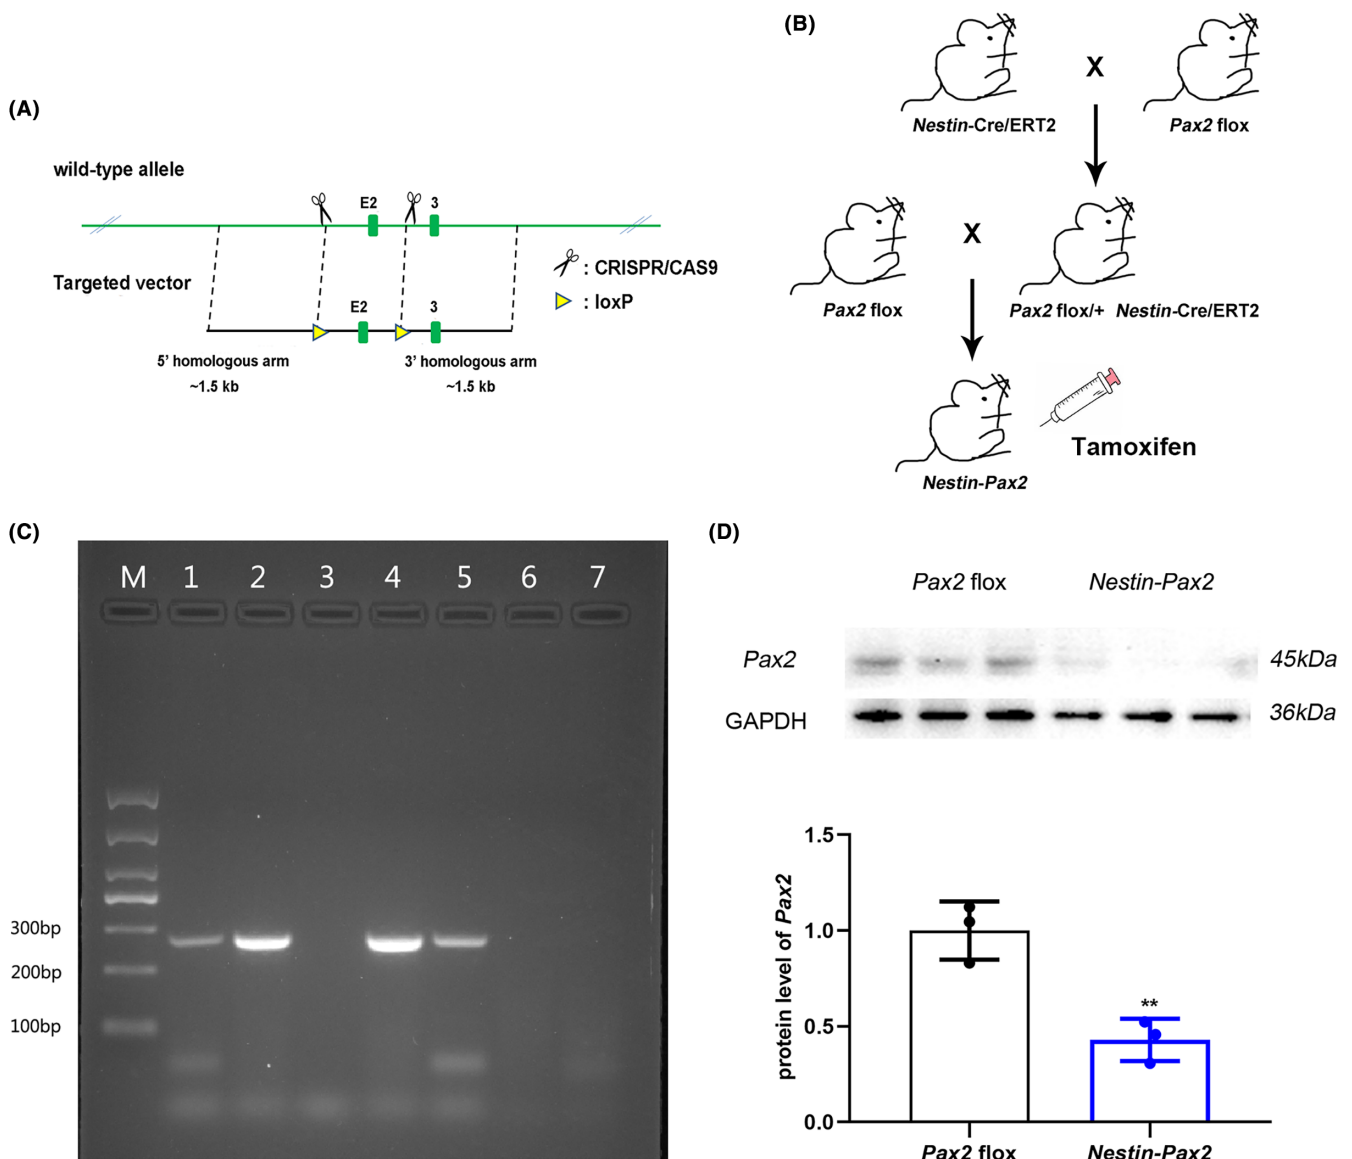 (A)
wild-type allele
E2
3
Targeted vector
E2
3
: CRISPR/CAS9
: loxP
5’ homologous arm
~1.5 kb
3’ homologous arm
~1.5 kb
(B)
X
Nestin-Cre/ERT2
Pax2 flox
X
Pax2 flox
Pax2 flox/+ Nestin-Cre/ERT2
Tamoxifen
Nestin-Pax2
(C)
M 1 2 3 4 5 6 7
300bp
200bp
100bp
(D)
Pax2 flox Nestin-Pax2
Pax2 45kDa
GAPDH 36kDa
protein level of Pax2
1.5
1.0
0.5
0.0
**
Pax2 flox Nestin-Pax2